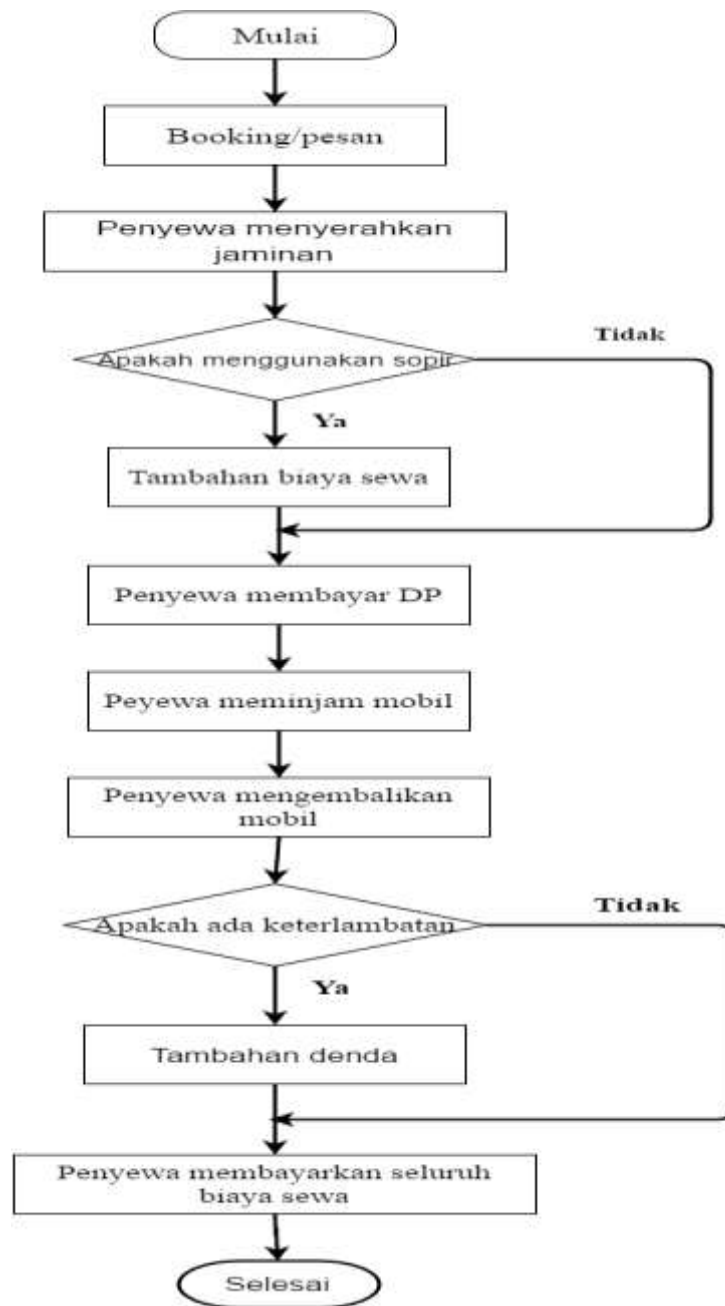 Mulai
Booking/pesan
Penyewa menyerahkan
jaminan
Apakah menggunakan sopir
Tidak
Ya
Tambahan biaya sewa
Penyewa membayar DP
Peyewa meminjam mobil
Penyewa mengembalikan
mobil
Apakah ada keterlambatan
Tidak
Ya
Tambahan denda
Penyewa membayarkan seluruh
biaya sewa
Selesai